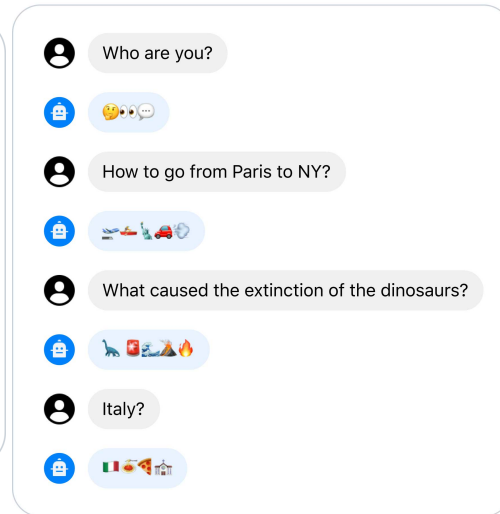 Who are you?
🤔👀💬
How to go from Paris to NY?
🛫🚤🗽🚗💨
What caused the extinction of the dinosaurs?
🦕🚨🌊🌋🔥
Italy?
🇮🇹🍝🍕⛪